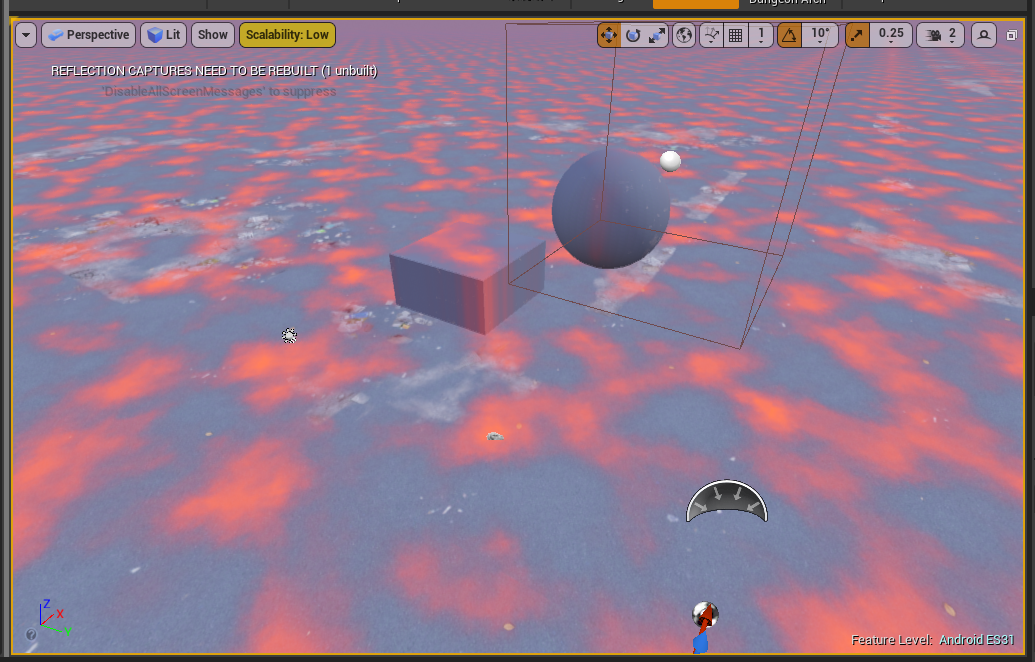 Dungeon Arch
Perspective Lit Show Scalability: Low 1 10° 0.25 2
REFLECTION CAPTURES NEED TO BE REBUILT (1 unbuilt)
'DisableAllScreenMessages' to suppress
Z
X
Y
?
Feature Level: Android ES31